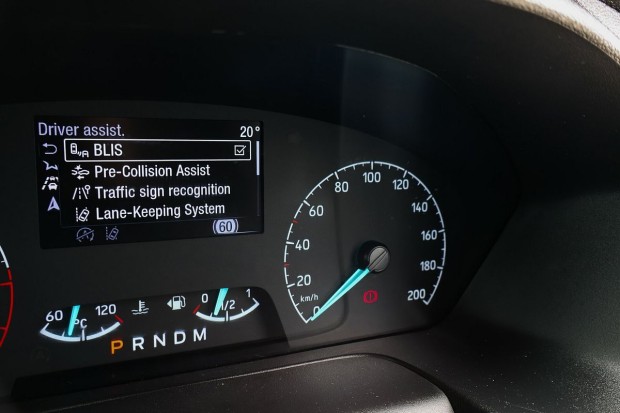 Driver assist. 20°
BLIS
Pre-Collision Assist
Traffic sign recognition
Lane-Keeping System
(60)
0 20 40 60 80 100 120 140 160 180 200
km/h
60 °C 120
0 1/2 1
P R N D M